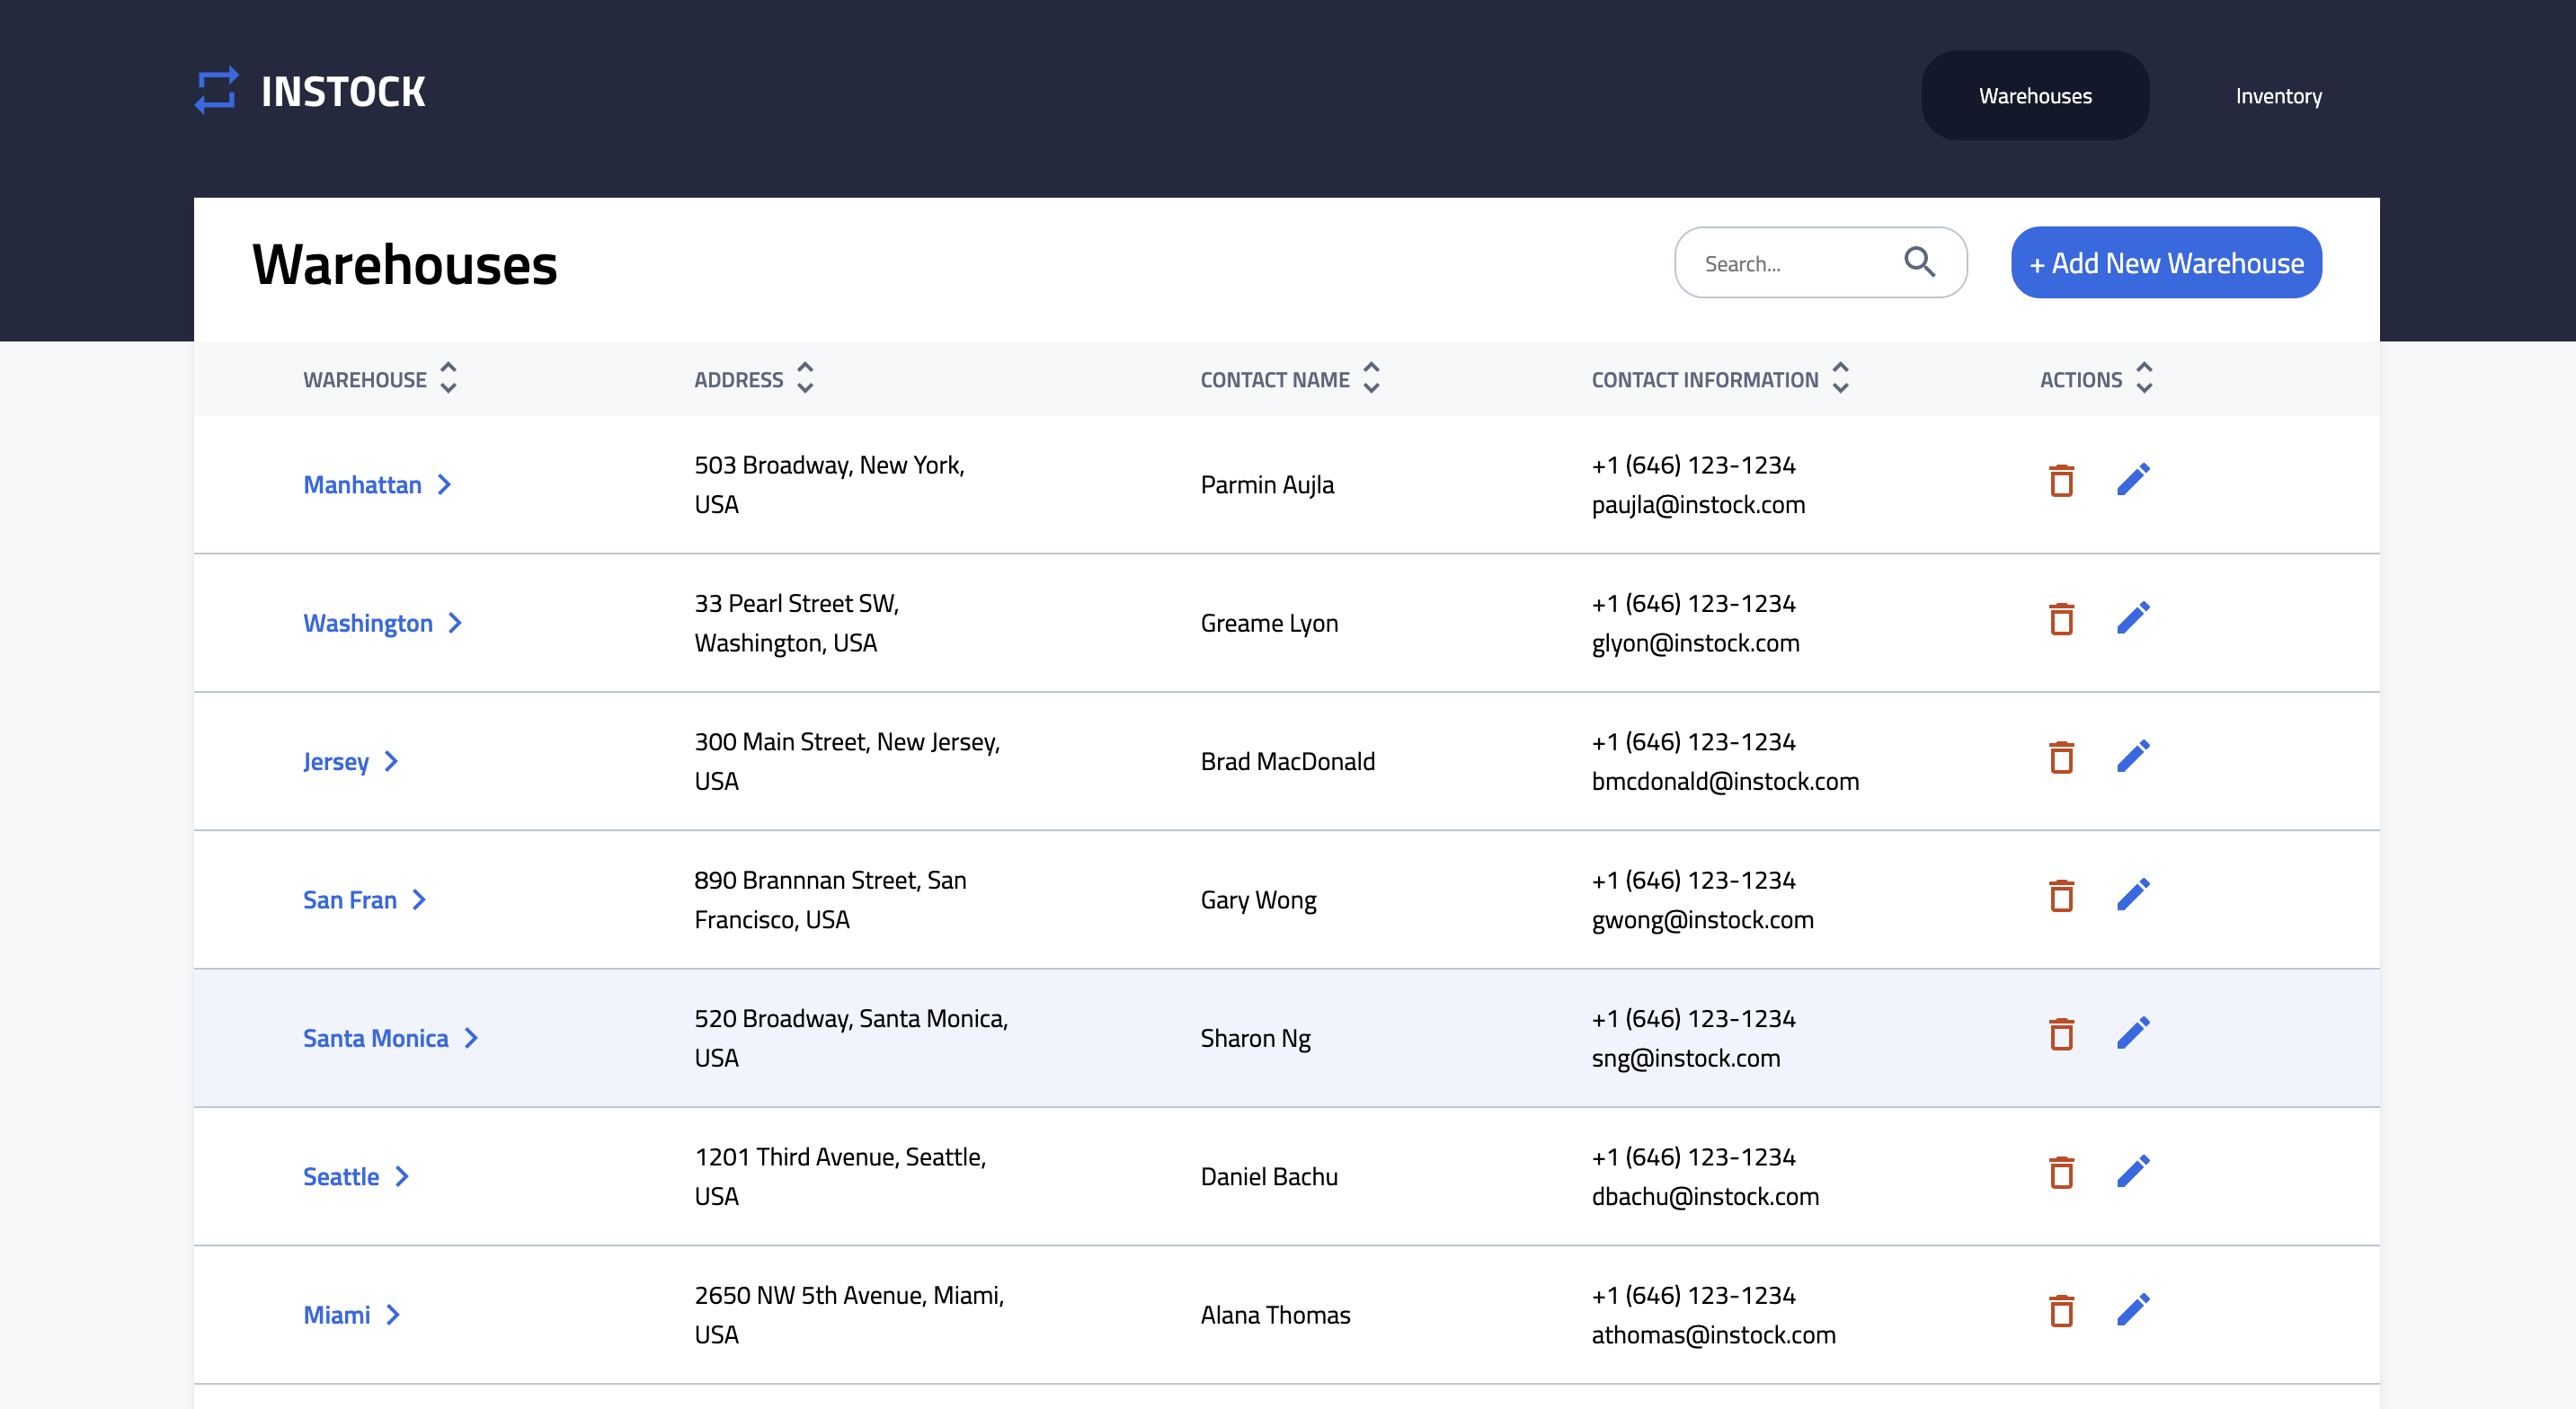 INSTOCK
Warehouses
Inventory
Warehouses
Search...
+ Add New Warehouse
WAREHOUSE
ADDRESS
CONTACT NAME
CONTACT INFORMATION
ACTIONS
Manhattan
503 Broadway, New York,
USA
Parmin Aujla
+1 (646) 123-1234
paujla@instock.com
Washington
33 Pearl Street SW,
Washington, USA
Greame Lyon
+1 (646) 123-1234
glyon@instock.com
Jersey
300 Main Street, New Jersey,
USA
Brad MacDonald
+1 (646) 123-1234
bmcdonald@instock.com
San Fran
890 Brannnan Street, San
Francisco, USA
Gary Wong
+1 (646) 123-1234
gwong@instock.com
Santa Monica
520 Broadway, Santa Monica,
USA
Sharon Ng
+1 (646) 123-1234
sng@instock.com
Seattle
1201 Third Avenue, Seattle,
USA
Daniel Bachu
+1 (646) 123-1234
dbachu@instock.com
Miami
2650 NW 5th Avenue, Miami,
USA
Alana Thomas
+1 (646) 123-1234
athomas@instock.com